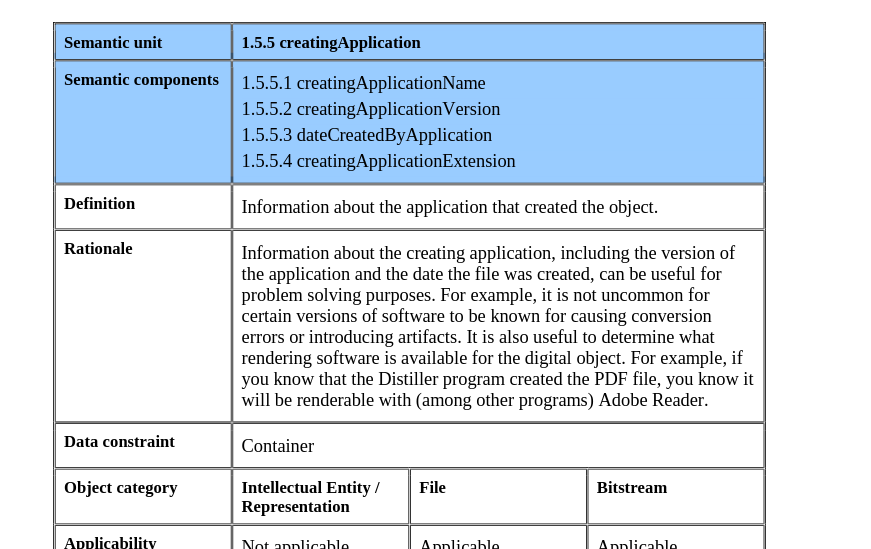 Semantic unit
1.5.5 creatingApplication
Semantic components
1.5.5.1 creatingApplicationName
1.5.5.2 creatingApplicationVersion
1.5.5.3 dateCreatedByApplication
1.5.5.4 creatingApplicationExtension
Definition
Information about the application that created the object.
Rationale
Information about the creating application, including the version of
the application and the date the file was created, can be useful for
problem solving purposes. For example, it is not uncommon for
certain versions of software to be known for causing conversion
errors or introducing artifacts. It is also useful to determine what
rendering software is available for the digital object. For example, if
you know that the Distiller program created the PDF file, you know it
will be renderable with (among other programs) Adobe Reader.
Data constraint
Container
Object category
Intellectual Entity /
Representation
File
Bitstream
Applicability
Not applicable
Applicable
Applicable